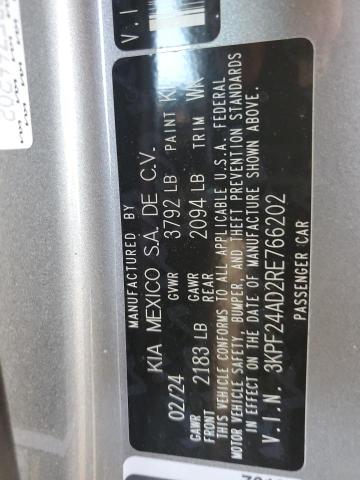 V.I
MANUFACTURED BY
KIA MEXICO S.A. DE C.V.
02/24 GVWR 3792 LB PAINT
GAWR FRONT 2183 LB GAWR REAR 2094 LB TRIM WK
THIS VEHICLE CONFORMS TO ALL APPLICABLE U.S.A. FEDERAL
MOTOR VEHICLE SAFETY, BUMPER, AND THEFT PREVENTION STANDARDS
IN EFFECT ON THE DATE OF MANUFACTURE SHOWN ABOVE.
V.I.N. 3KPF24AD2RE766202
PASSENGER CAR